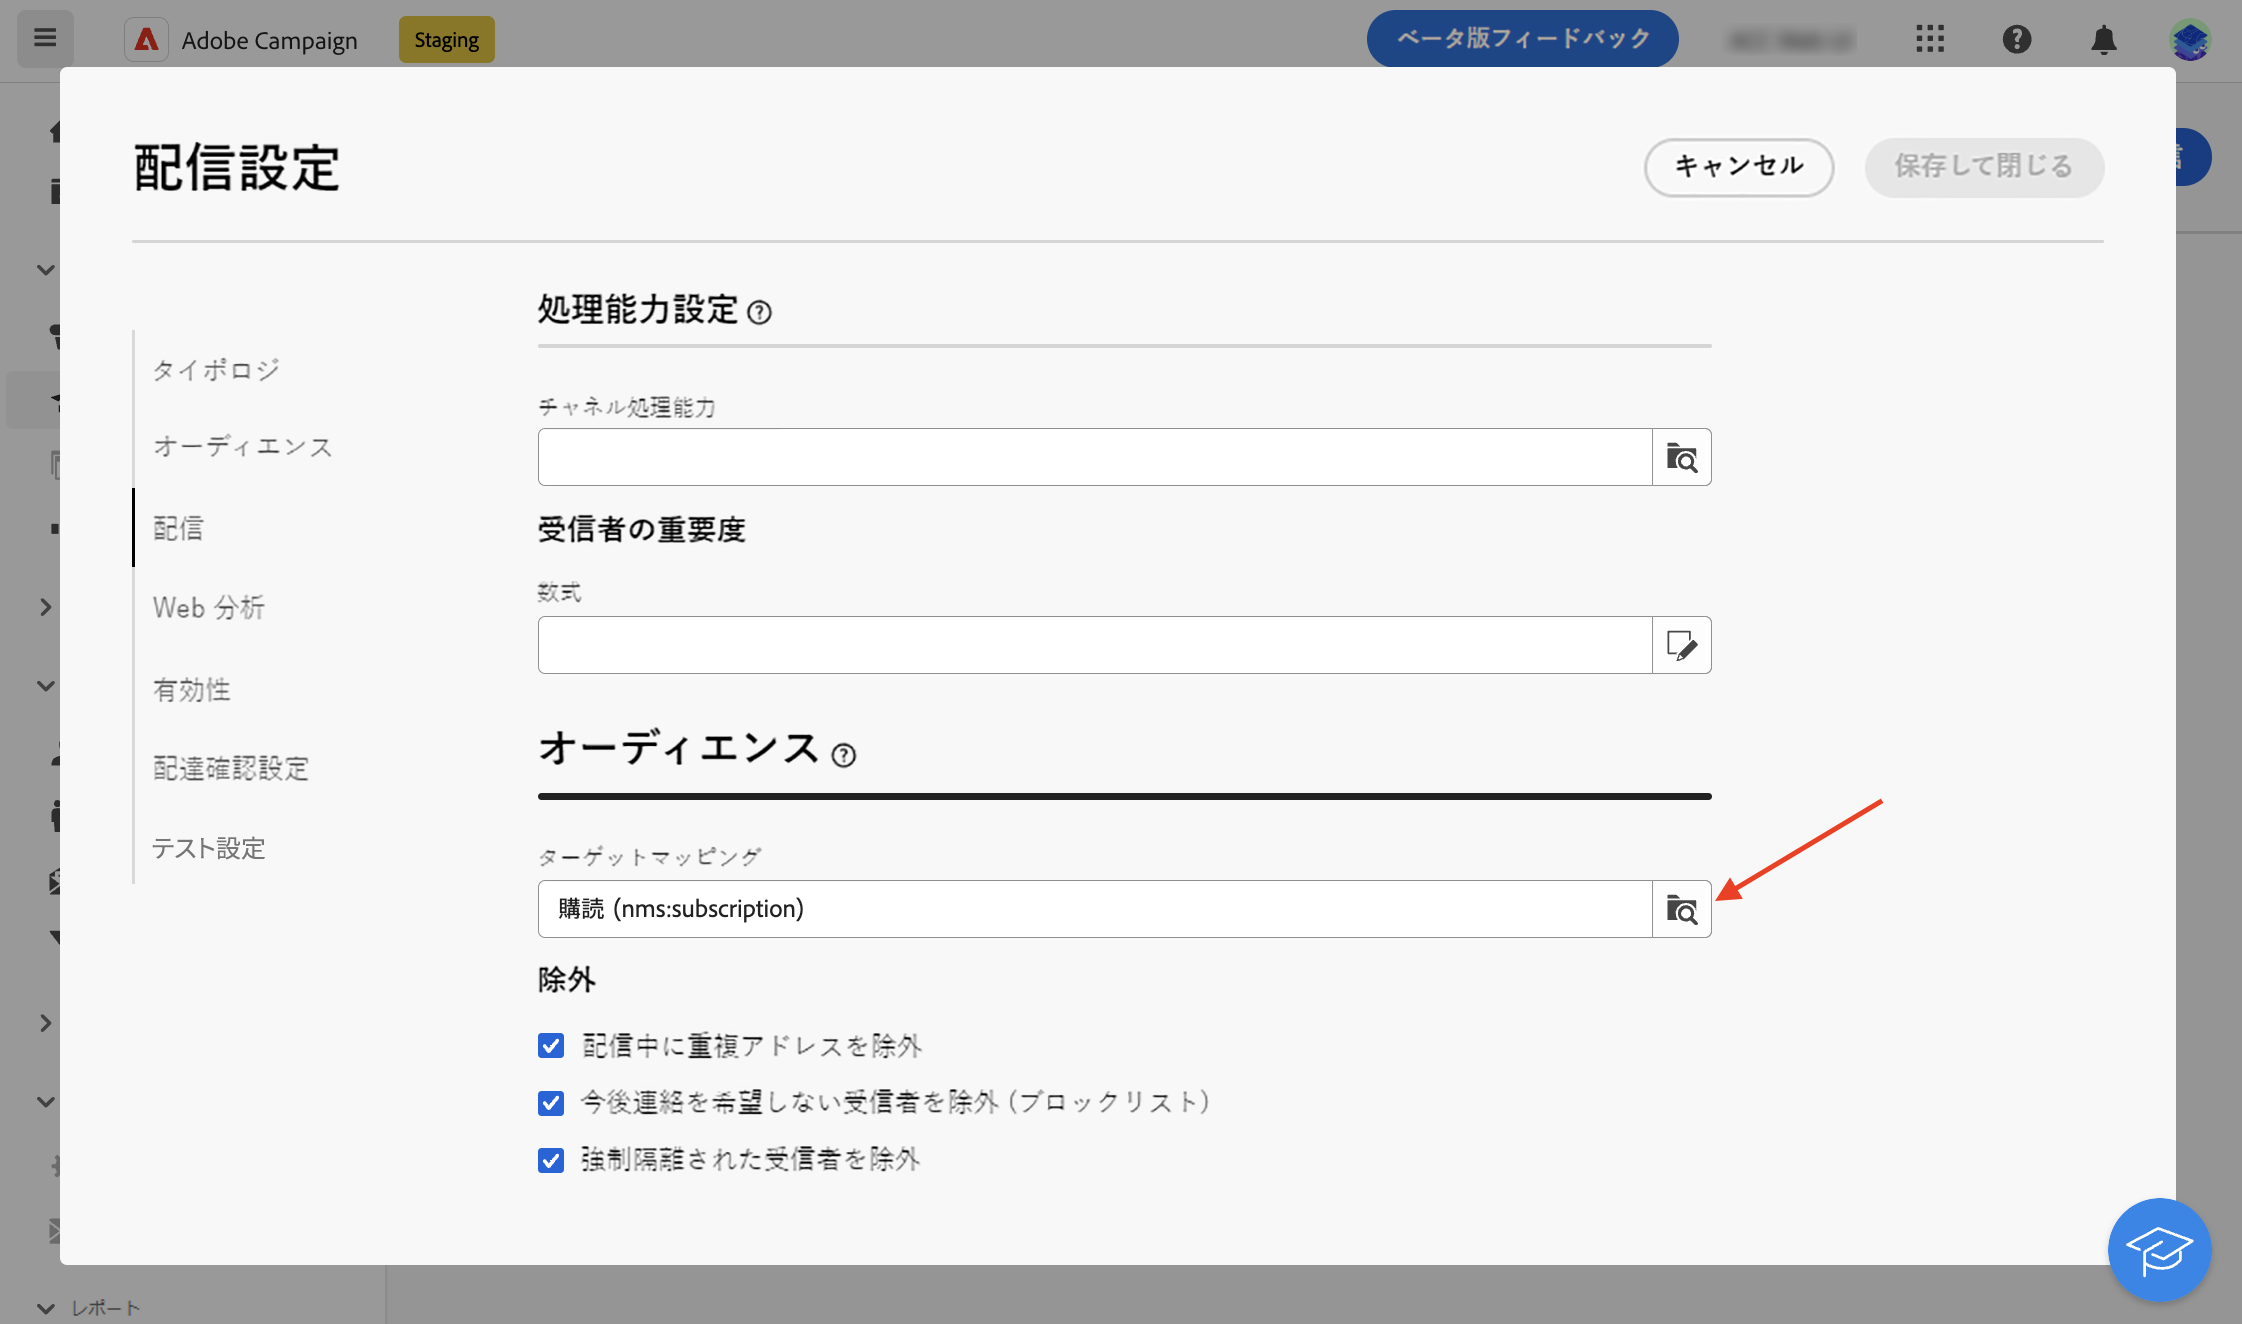 Adobe Campaign
Staging
ベータ版フィードバック
配信設定
キャンセル
保存して閉じる
処理能力設定
タイポロジ
オーディエンス
配信
Web 分析
有効性
配達確認設定
テスト設定
チャネル処理能力
受信者の重要度
数式
オーディエンス
ターゲットマッピング
購読 (nms:subscription)
除外
配信中に重複アドレスを除外
今後連絡を希望しない受信者を除外 (ブロックリスト)
強制隔離された受信者を除外
レポート